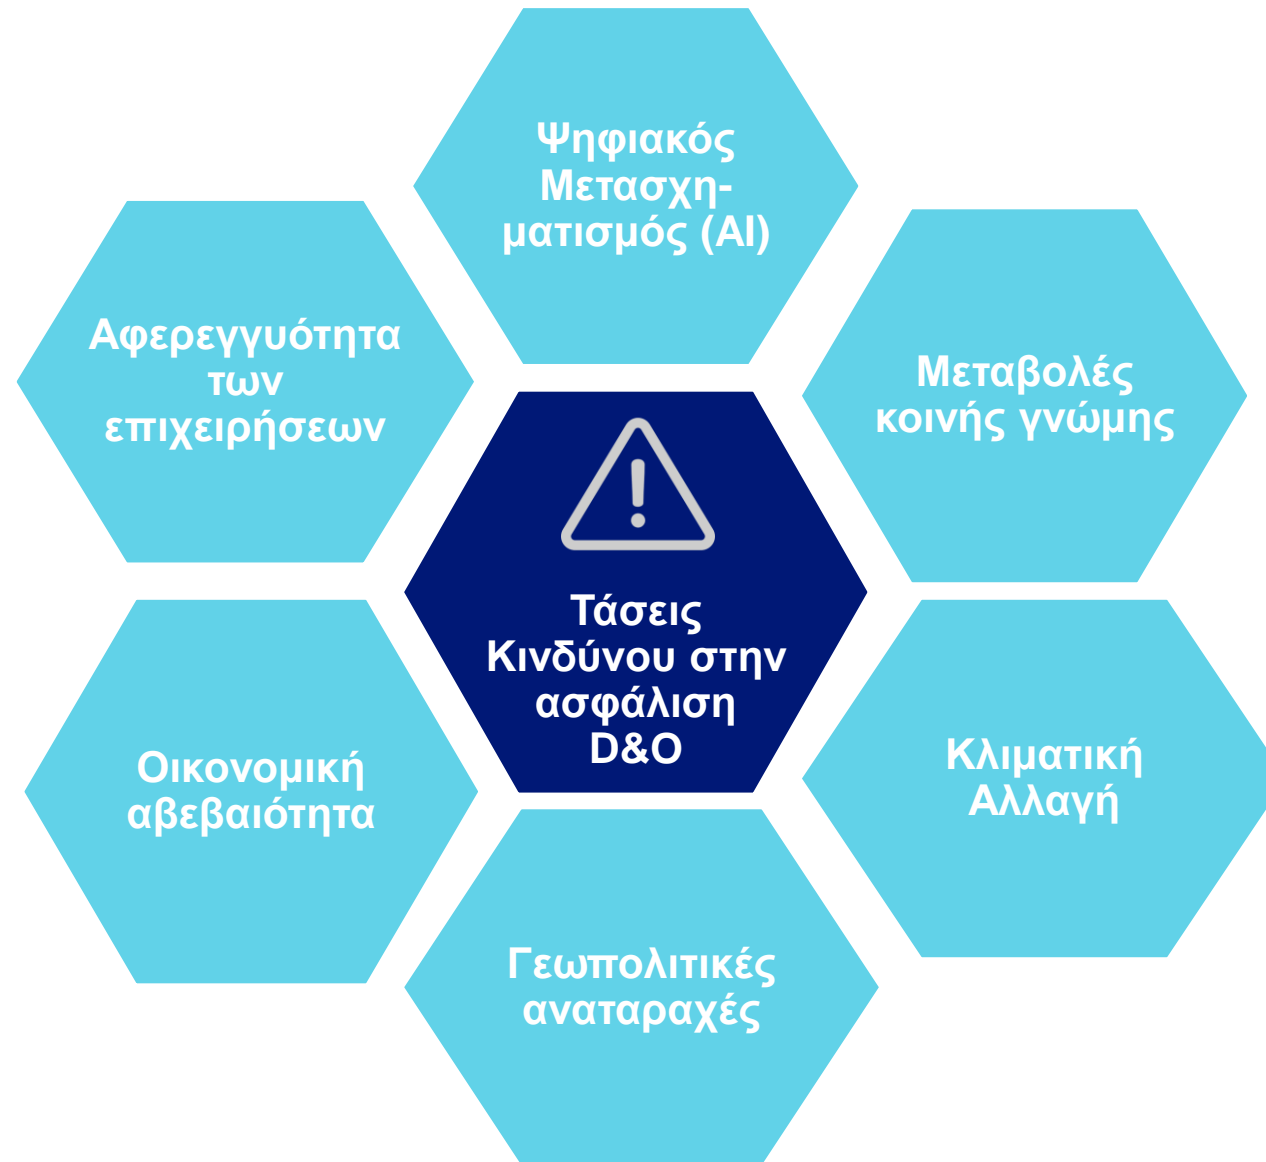 Ψηφιακός
Μετασχη-
ματισμός (AI)
Αφερεγγυότητα
των
επιχειρήσεων
Μεταβολές
κοινής γνώμης
Τάσεις
Κινδύνου στην
ασφάλιση
D&O
Οικονομική
αβεβαιότητα
Κλιματική
Αλλαγή
Γεωπολιτικές
αναταραχές